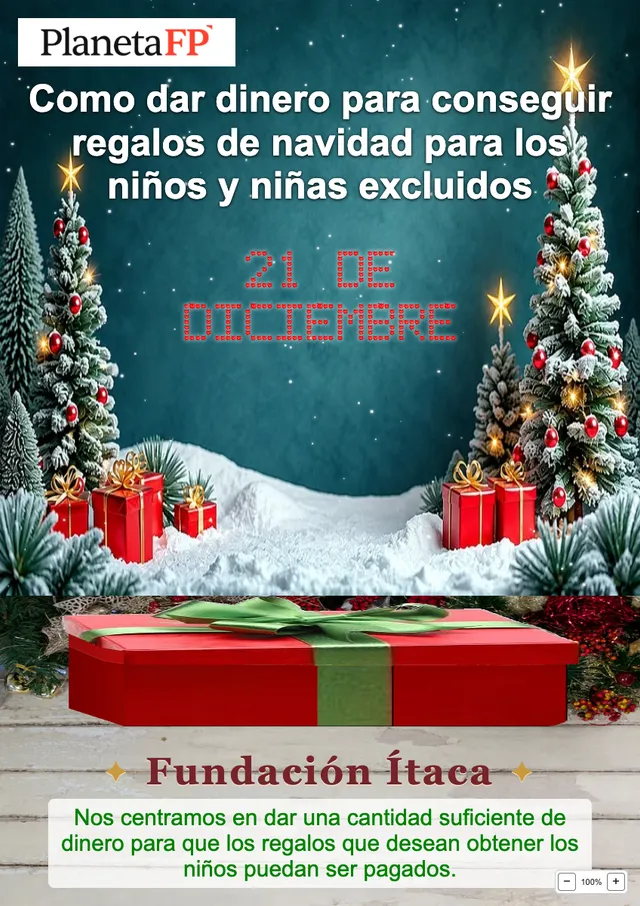 PlanetaFP
Como dar dinero para conseguir
regalos de navidad para los
niños y niñas excluidos
21 DE
DICIEMBRE
Fundación Ítaca
Nos centramos en dar una cantidad suficiente de
dinero para que los regalos que desean obtener los
niños puedan ser pagados.
− 100% +